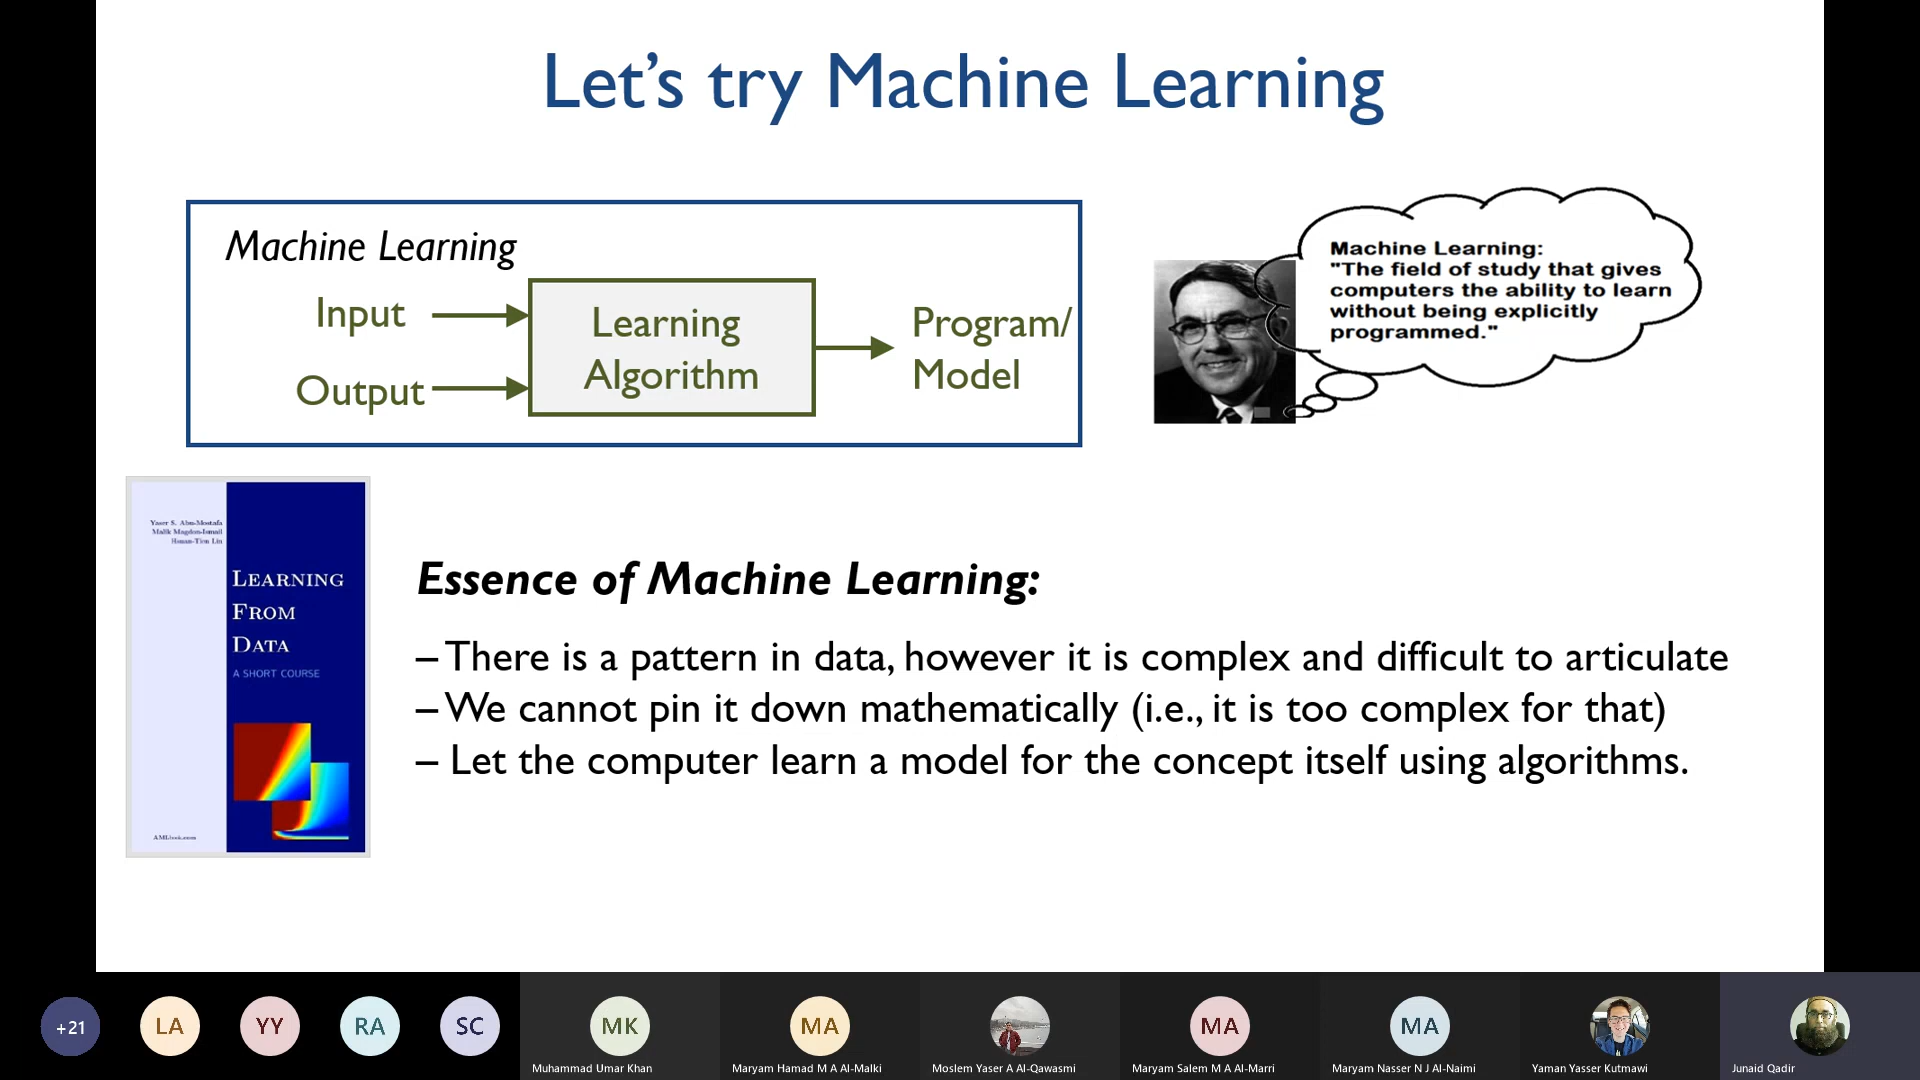 Let’s try Machine Learning
Machine Learning
Input
Output
Learning
Algorithm
Program/
Model
Machine Learning:
"The field of study that gives
computers the ability to learn
without being explicitly
programmed."
Yaser S. Abu-Mostafa
Malik Magdon-Ismail
Hsuan-Tien Lin
LEARNING
FROM
DATA
A SHORT COURSE
AMLbook.com
Essence of Machine Learning:
– There is a pattern in data, however it is complex and difficult to articulate
– We cannot pin it down mathematically (i.e., it is too complex for that)
– Let the computer learn a model for the concept itself using algorithms.
+21
LA
YY
RA
SC
MK
Muhammad Umar Khan
MA
Maryam Hamad M A Al-Malki
Moslem Yaser A Al-Qawasmi
MA
Maryam Salem M A Al-Marri
MA
Maryam Nasser N J Al-Naimi
Yaman Yasser Kutmawi
Junaid Qadir